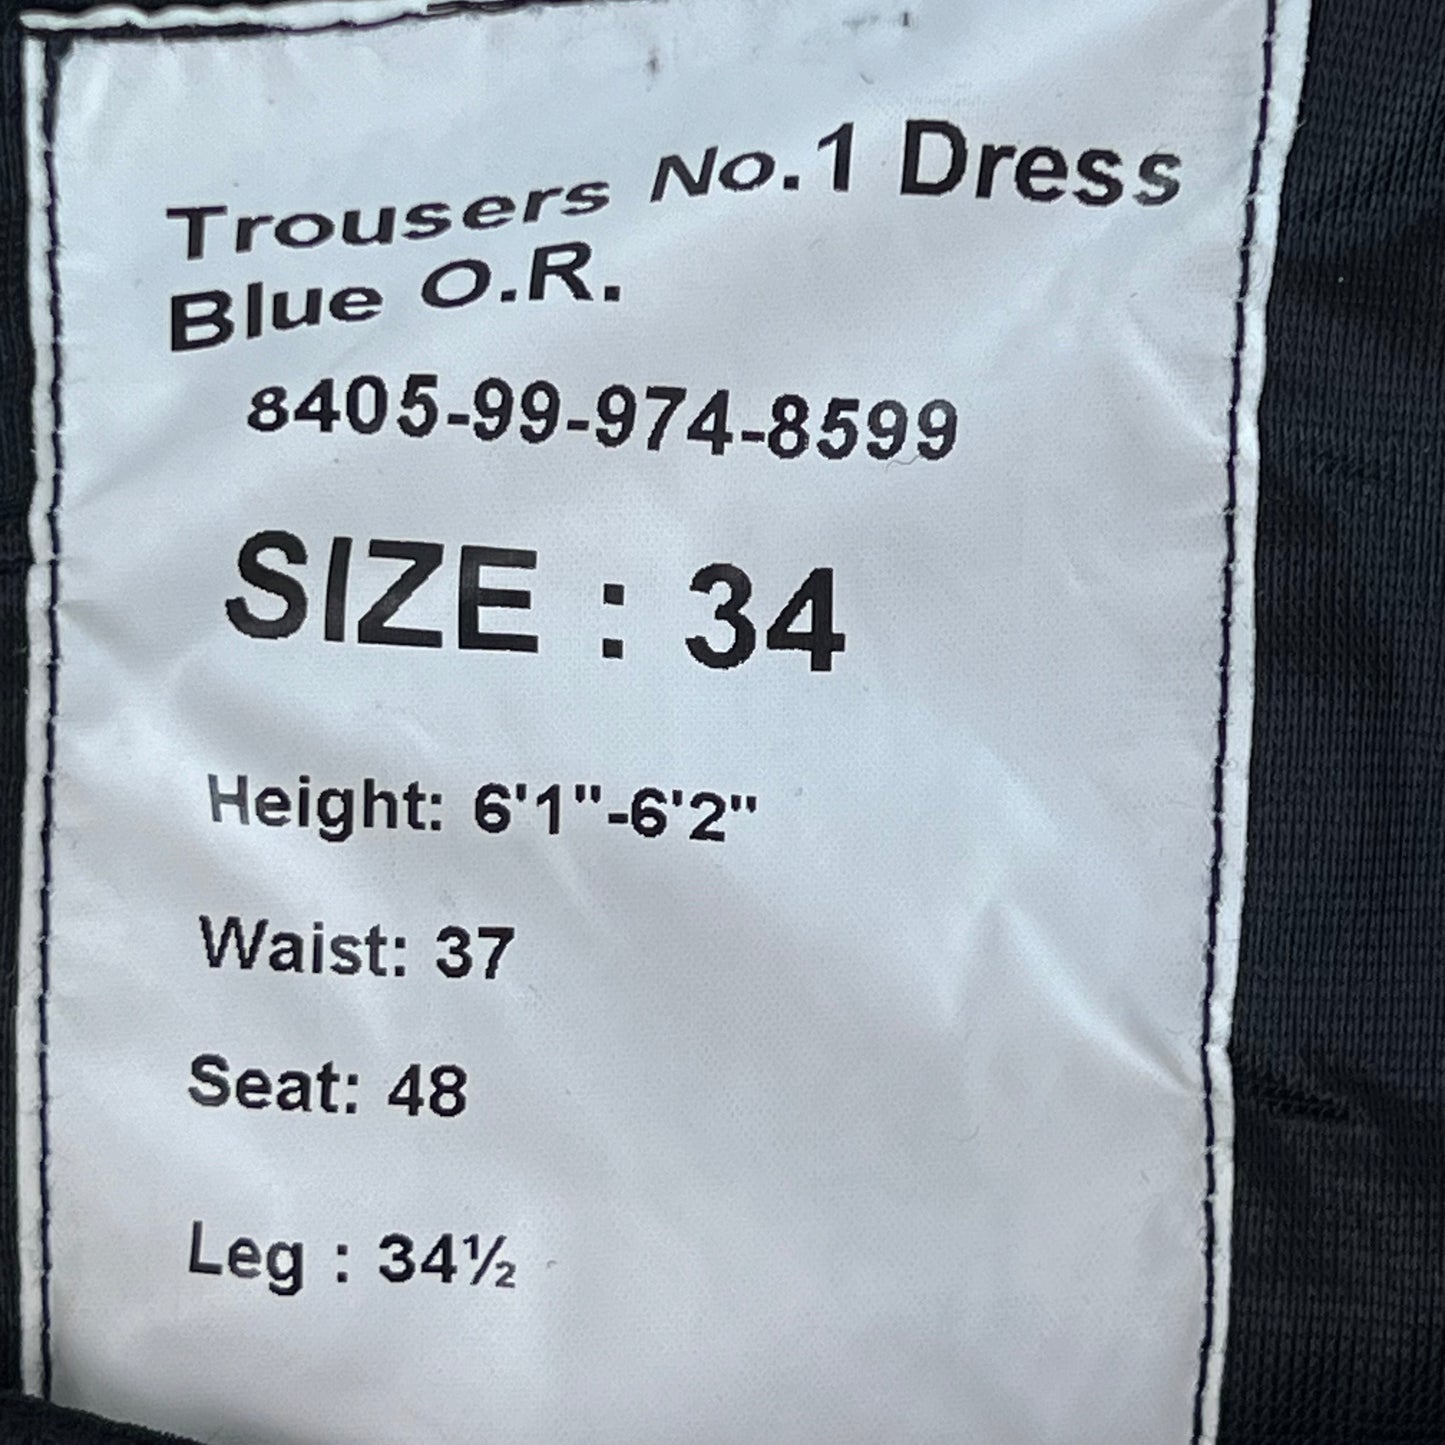 Trousers No.1 Dress
Blue O.R.
8405-99-974-8599
SIZE : 34
Height: 6'1"-6'2"
Waist: 37
Seat: 48
Leg : 34½